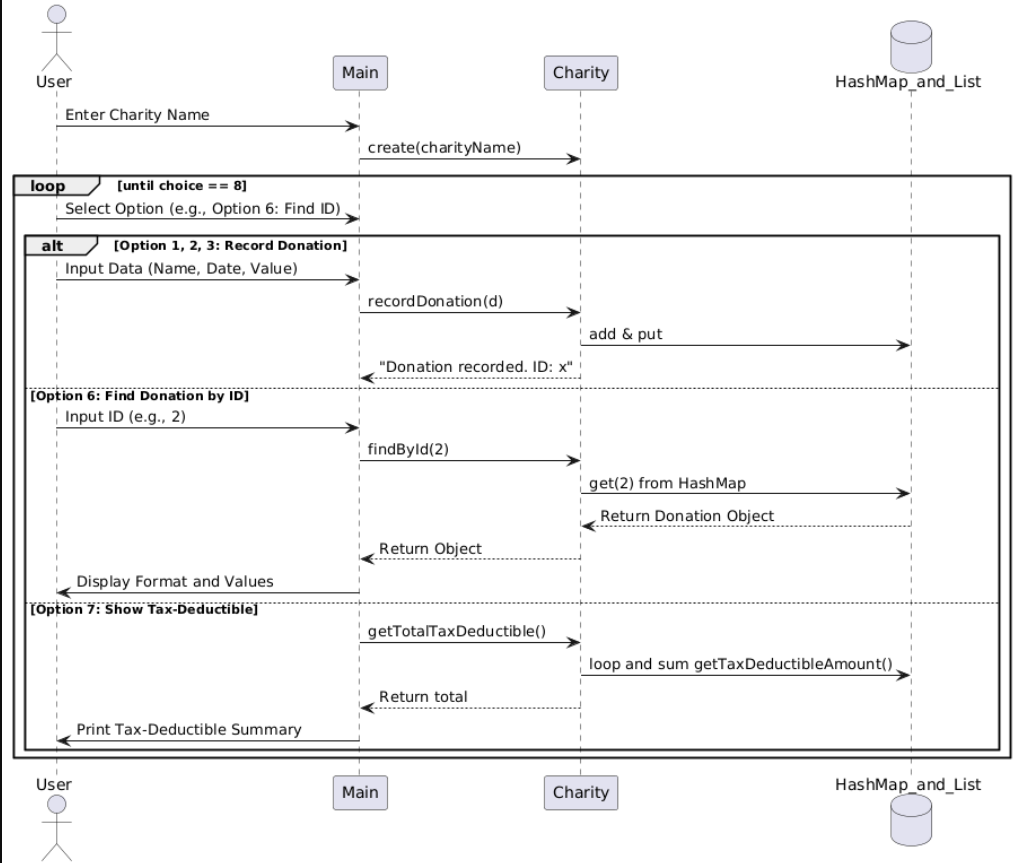 User
Main
Charity
HashMap_and_List
Enter Charity Name
create(charityName)
loop [until choice == 8]
Select Option (e.g., Option 6: Find ID)
alt [Option 1, 2, 3: Record Donation]
Input Data (Name, Date, Value)
recordDonation(d)
add & put
"Donation recorded. ID: x"
[Option 6: Find Donation by ID]
Input ID (e.g., 2)
findById(2)
get(2) from HashMap
Return Donation Object
Return Object
Display Format and Values
[Option 7: Show Tax-Deductible]
getTotalTaxDeductible()
loop and sum getTaxDeductibleAmount()
Return total
Print Tax-Deductible Summary
User
Main
Charity
HashMap_and_List